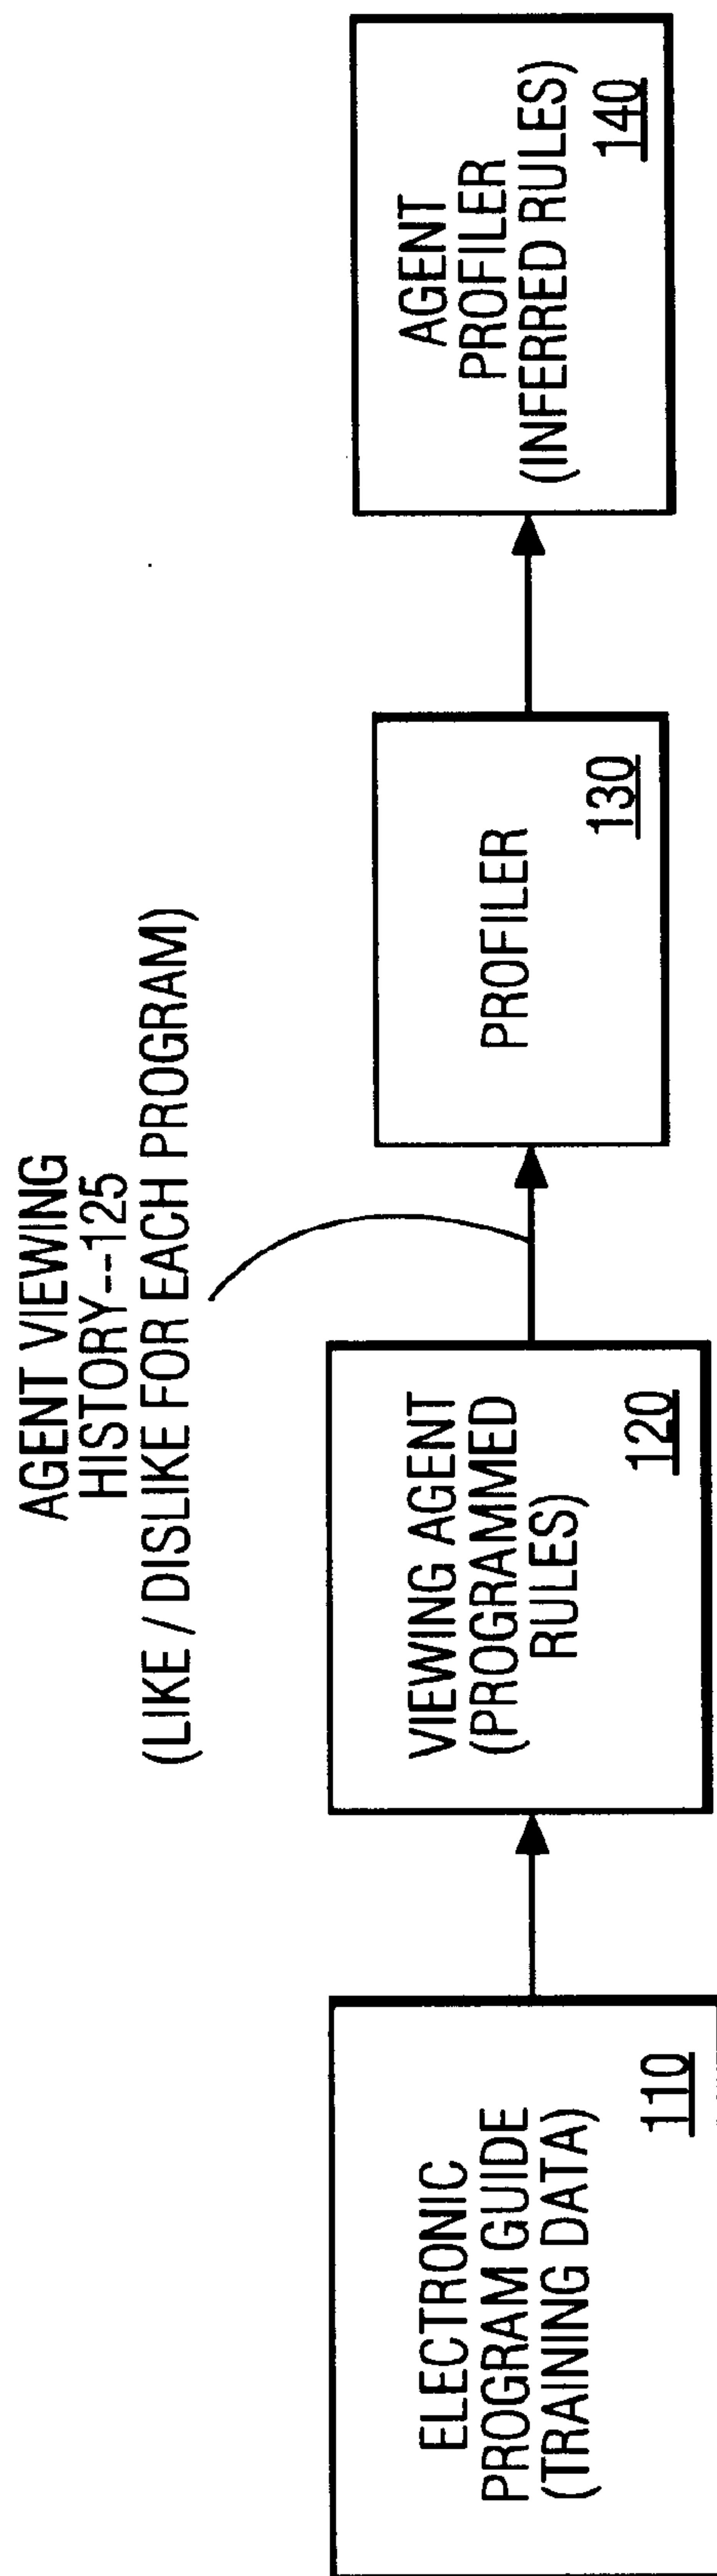 AGENT VIEWING
HISTORY--125
(LIKE / DISLIKE FOR EACH PROGRAM)
ELECTRONIC
PROGRAM GUIDE
(TRAINING DATA)
110
VIEWING AGENT
(PROGRAMMED
RULES)
120
PROFILER
130
AGENT
PROFILER
(INFERRED RULES)
140